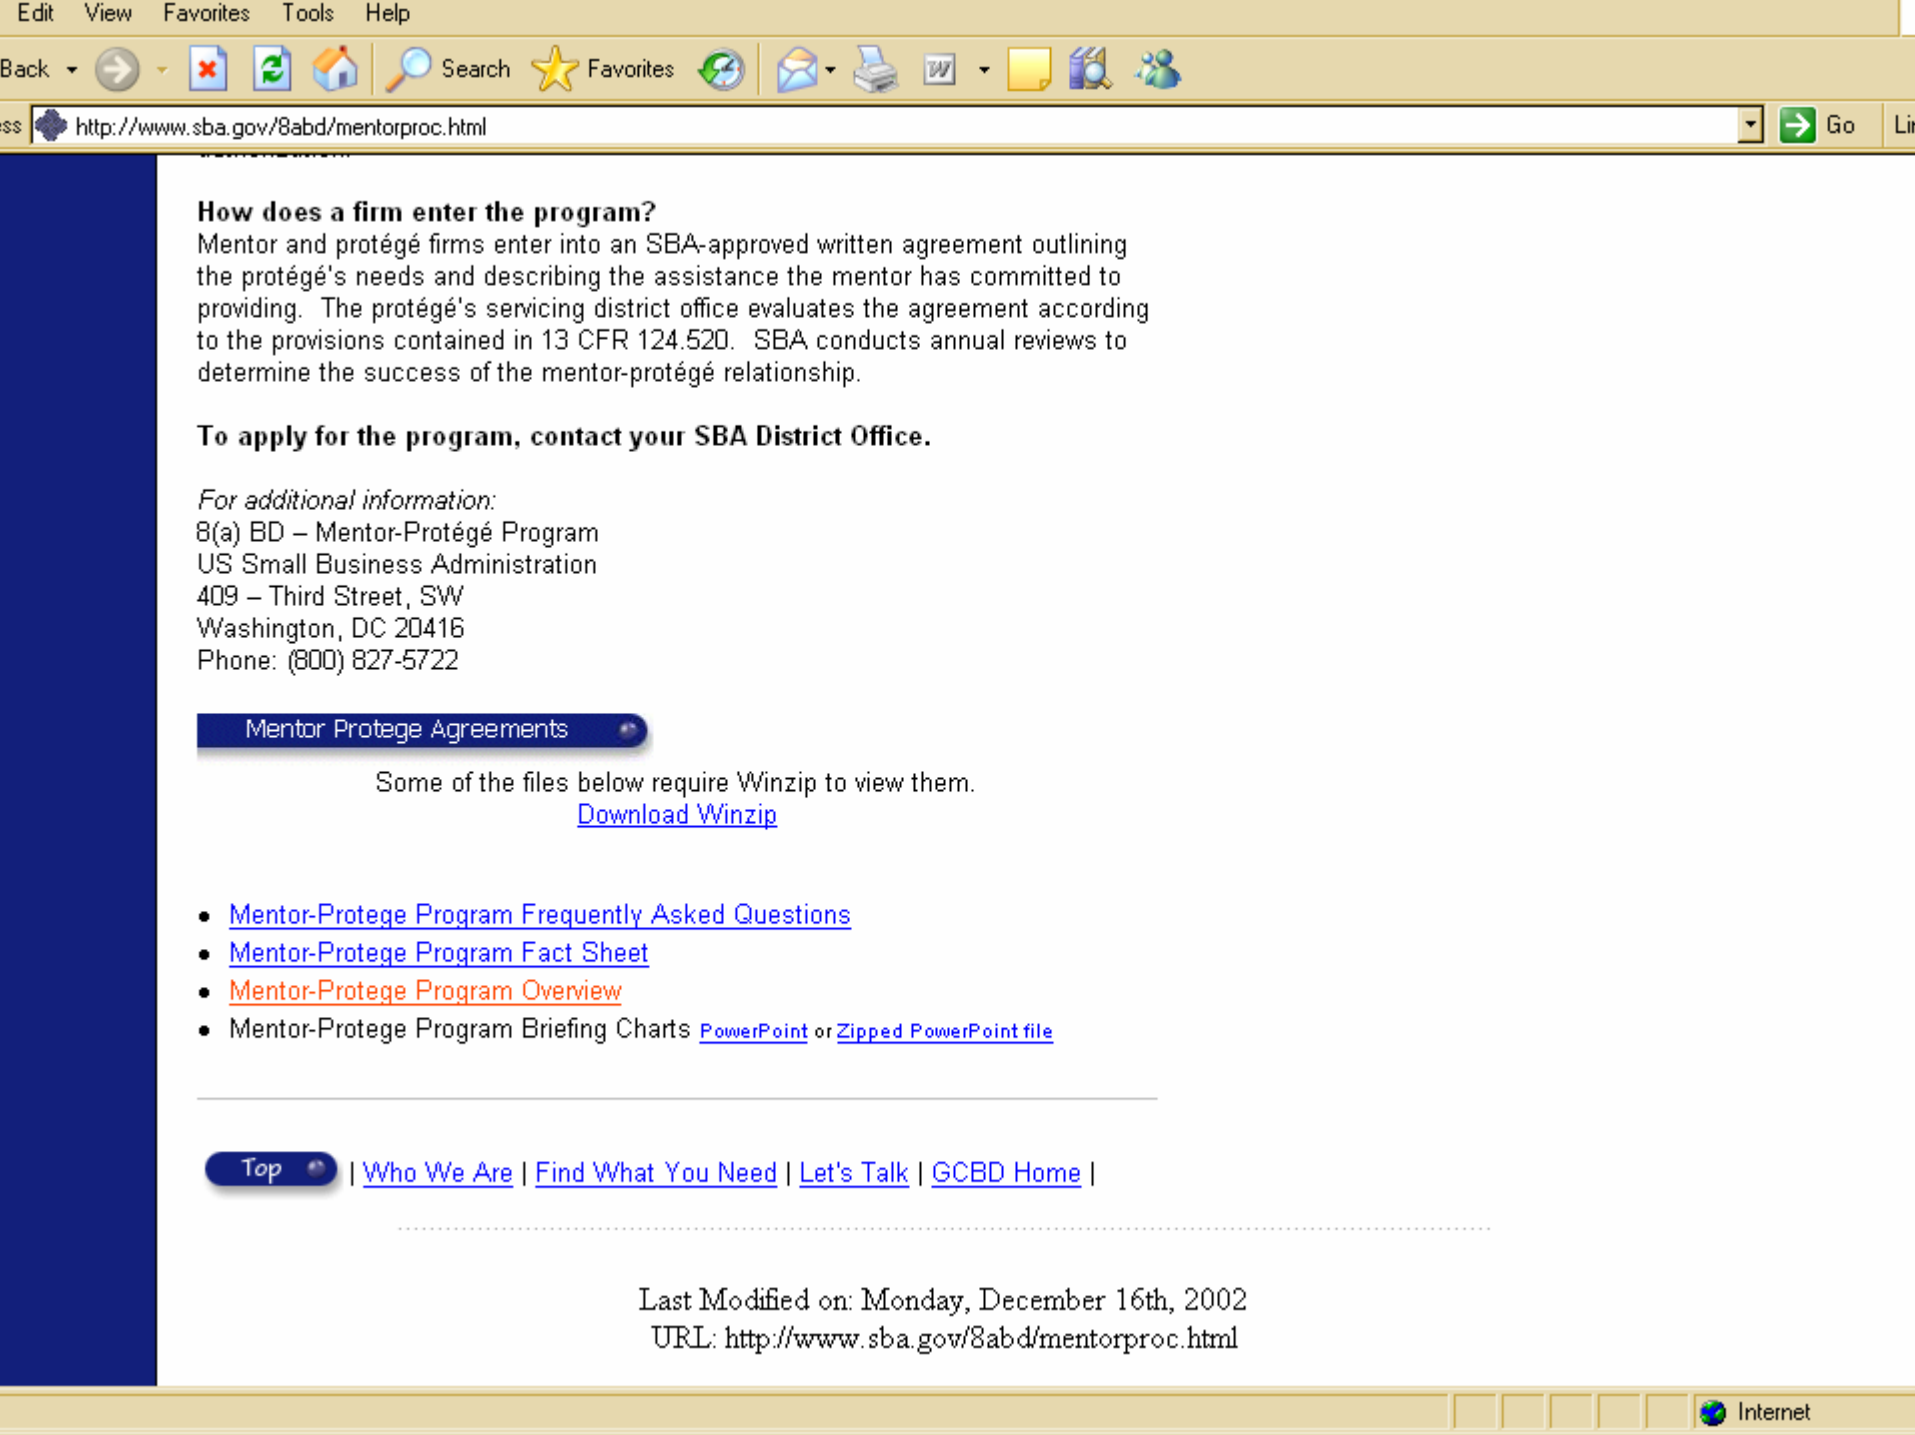 Edit View Favorites Tools Help
Back Search Favorites
ess http://www.sba.gov/8abd/mentorproc.html Go Lin
authorization.
How does a firm enter the program?
Mentor and protégé firms enter into an SBA-approved written agreement outlining
the protégé's needs and describing the assistance the mentor has committed to
providing.  The protégé's servicing district office evaluates the agreement according
to the provisions contained in 13 CFR 124.520.  SBA conducts annual reviews to
determine the success of the mentor-protégé relationship.
To apply for the program, contact your SBA District Office.
For additional information:
8(a) BD – Mentor-Protégé Program
US Small Business Administration
409 – Third Street, SW
Washington, DC 20416
Phone: (800) 827-5722
Mentor Protege Agreements
Some of the files below require Winzip to view them.
Download Winzip
• Mentor-Protege Program Frequently Asked Questions
• Mentor-Protege Program Fact Sheet
• Mentor-Protege Program Overview
• Mentor-Protege Program Briefing Charts PowerPoint or Zipped PowerPoint file
Top | Who We Are | Find What You Need | Let's Talk | GCBD Home |
Last Modified on: Monday, December 16th, 2002
URL: http://www.sba.gov/8abd/mentorproc.html
Internet